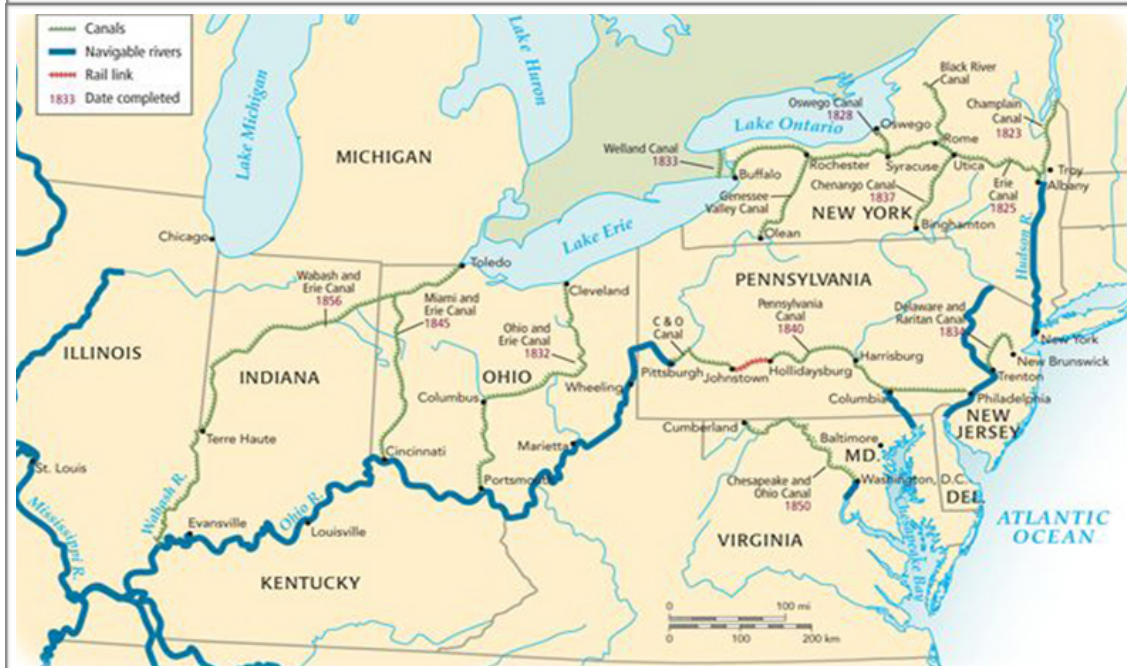 Canals
Navigable rivers
Rail link
1833 Date completed
Lake Michigan
Lake Huron
MICHIGAN
Black River
Canal
Oswego Canal
1828
Oswego
Lake Ontario
Champlain
Canal
1823
Rome
Welland Canal
1833
Buffalo
Rochester
Syracuse
Utica
Troy
Albany
Erie
Canal
1825
Genessee
Valley Canal
Chenango Canal
1837
NEW YORK
Olean
Binghamton
Hudson R.
Chicago
Lake Erie
Toledo
Cleveland
Wabash and
Erie Canal
1856
Miami and
Erie Canal
1845
Ohio and
Erie Canal
1832
PENNSYLVANIA
Pennsylvania
Canal
1840
Delaware and
Raritan Canal
1834
C & O
Canal
New York
New Brunswick
Trenton
Harrisburg
Pittsburgh
Johnstown
Hollidaysburg
Columbia
Philadelphia
NEW
JERSEY
ILLINOIS
INDIANA
OHIO
Wheeling
Columbus
Terre Haute
Cincinnati
Marietta
Portsmouth
Cumberland
Baltimore
MD.
Washington, D.C.
DEL.
Chesapeake and
Ohio Canal
1850
Chesapeake Bay
ATLANTIC
OCEAN
St. Louis
Mississippi R.
Wabash R.
Evansville
Ohio R.
Louisville
KENTUCKY
VIRGINIA
0 100 mi
0 100 200 km